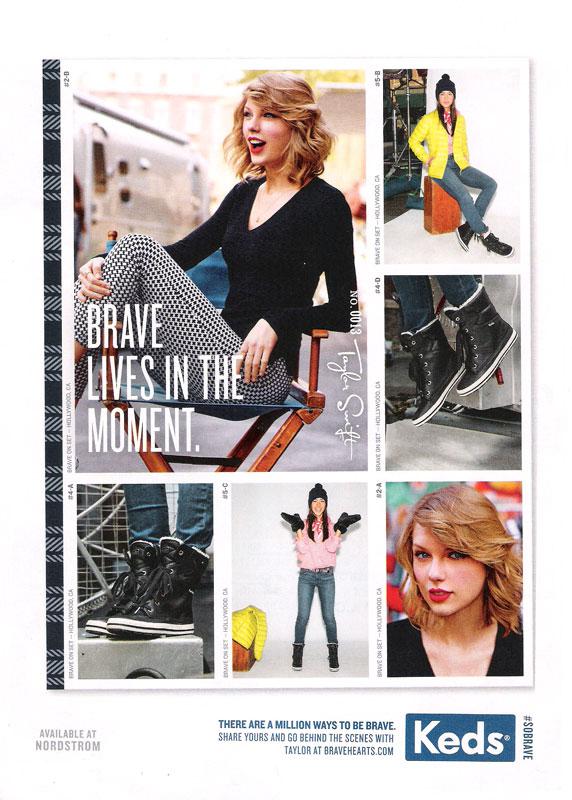 #2-B
BRAVE
LIVES IN THE
MOMENT.
BRAVE ON SET — HOLLYWOOD, CA
NO. 0013
Taylor Swift
#5-B
BRAVE ON SET — HOLLYWOOD, CA
#4-D
BRAVE ON SET — HOLLYWOOD, CA
#4-A
BRAVE ON SET — HOLLYWOOD, CA
#5-C
BRAVE ON SET — HOLLYWOOD, CA
#2-A
BRAVE ON SET — HOLLYWOOD, CA
AVAILABLE AT
NORDSTROM
THERE ARE A MILLION WAYS TO BE BRAVE.
SHARE YOURS AND GO BEHIND THE SCENES WITH
TAYLOR AT BRAVEHEARTS.COM
Keds®
#SOBRAVE